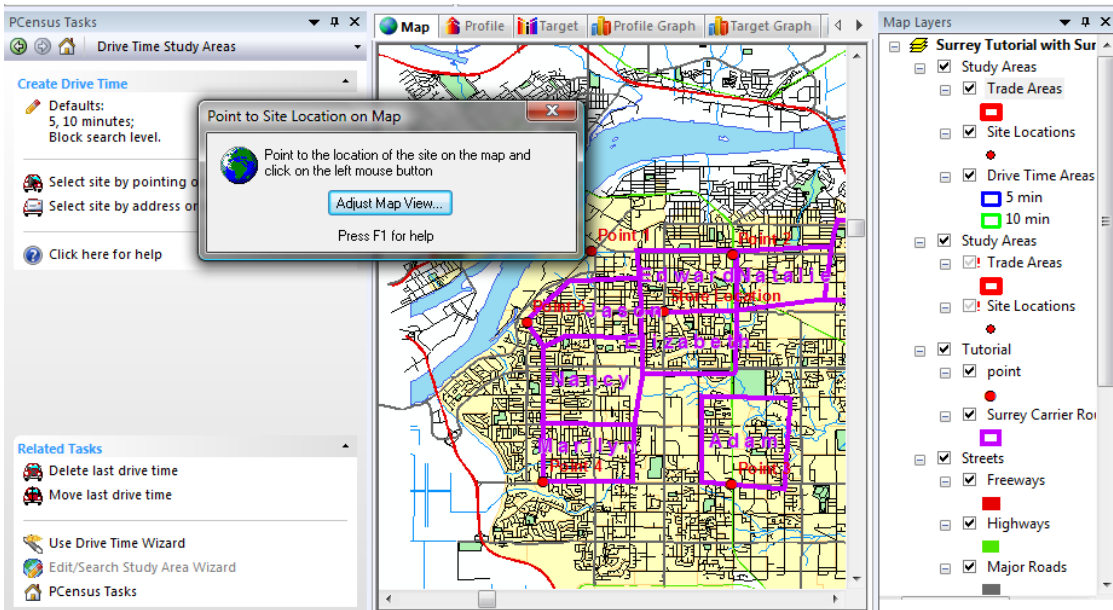 PCensus Tasks
Drive Time Study Areas
Create Drive Time
Defaults:
5, 10 minutes;
Block search level.
Select site by pointing o
Select site by address or
Click here for help
Related Tasks
Delete last drive time
Move last drive time
Use Drive Time Wizard
Edit/Search Study Area Wizard
PCensus Tasks
Point to Site Location on Map
Point to the location of the site on the map and
click on the left mouse button
Adjust Map View...
Press F1 for help
Map
Profile
Target
Profile Graph
Target Graph
Point 1
Point 2
Edward
Natalie
Store Location
Point 5
Jason
Elizabeth
Nancy
Marilyn
Adam
Point 4
Point 3
Map Layers
Surrey Tutorial with Sur
Study Areas
Trade Areas
Site Locations
Drive Time Areas
5 min
10 min
Study Areas
Trade Areas
Site Locations
Tutorial
point
Surrey Carrier Rou
Streets
Freeways
Highways
Major Roads